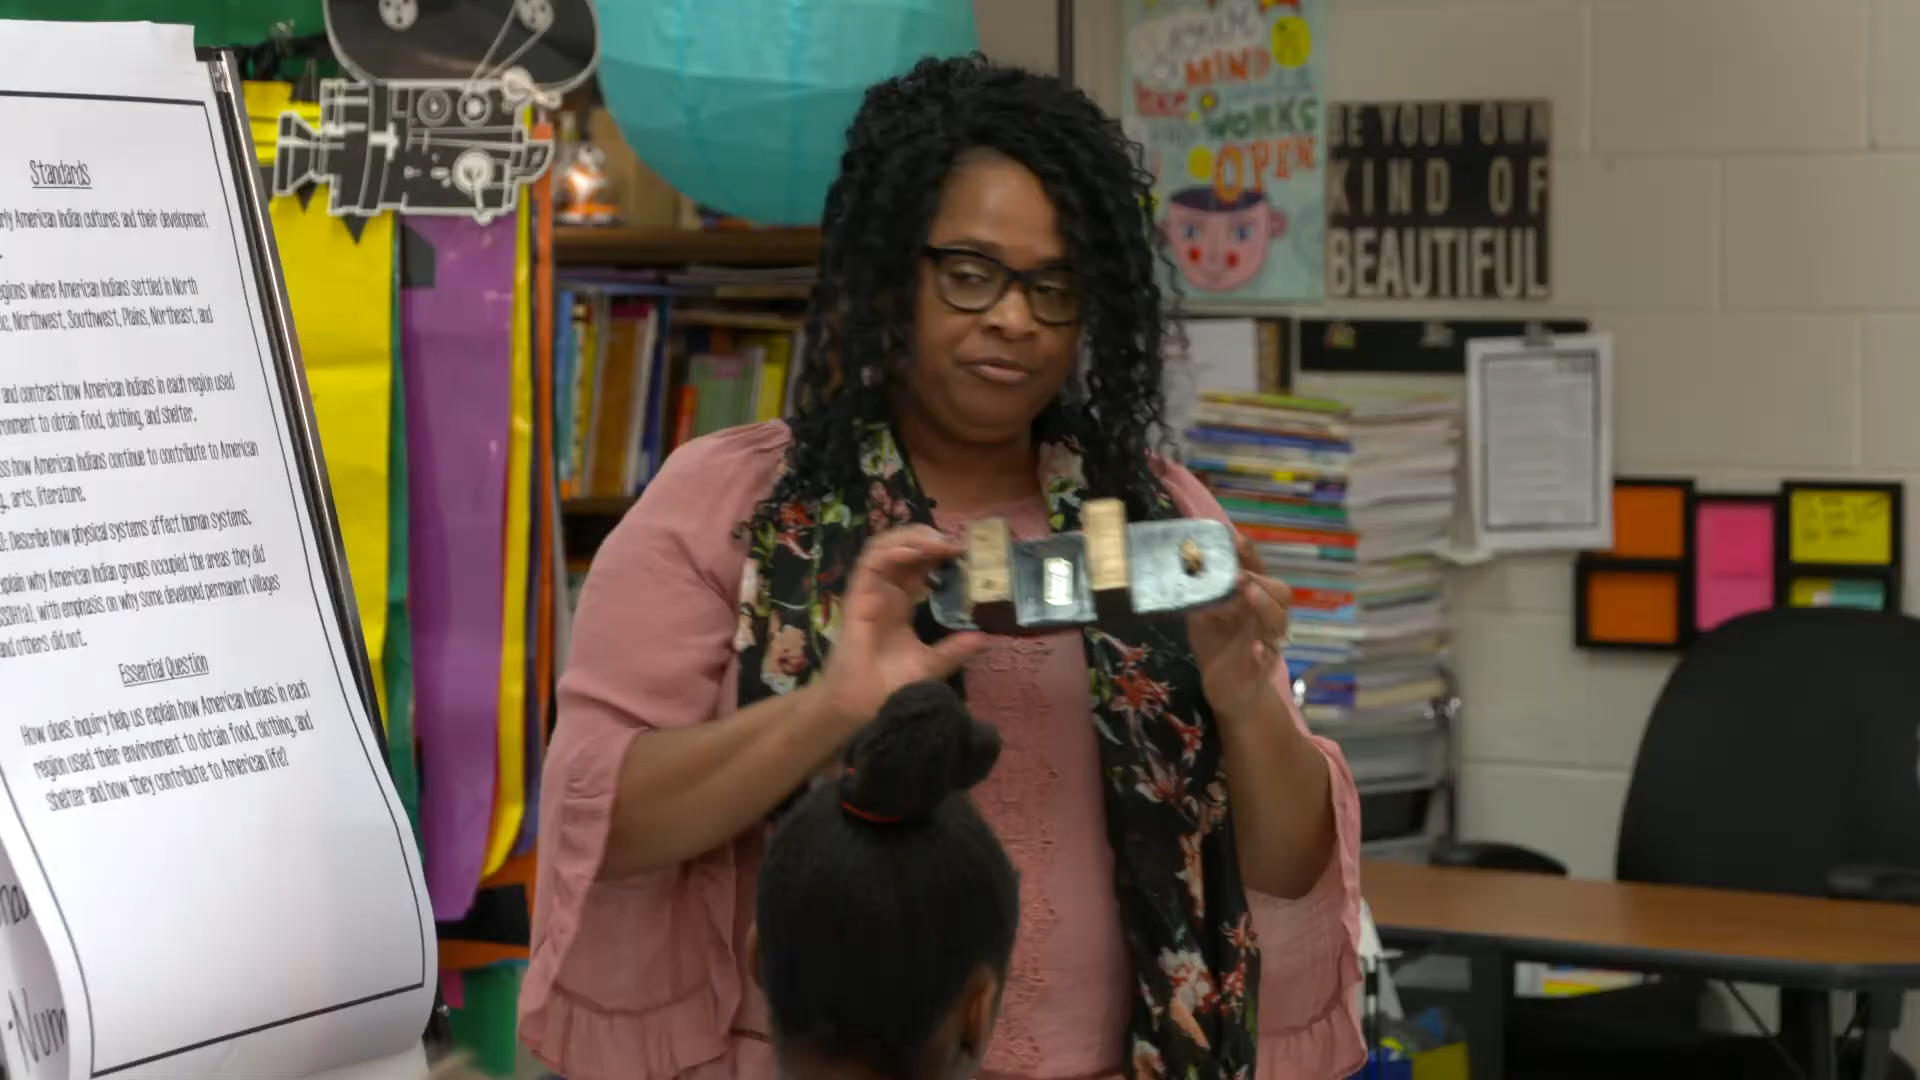 Standards
rly American Indian cultures and their development
egions where American Indians settled in North
ic, Northwest, Southwest, Plains, Northeast, and
and contrast how American Indians in each region used
ronment to obtain food, clothing, and shelter.
ss how American Indians continue to contribute to American
g., arts, literature.
D: Describe how physical systems affect human systems.
xplain why American Indian groups occupied the areas they did
SS3H1a), with emphasis on why some developed permanent villages
and others did not.
Essential Question
How does inquiry help us explain how American Indians in each
region used their environment to obtain food, clothing, and
shelter and how they contribute to American life?
Num
MIND
like
WORKS
OPEN
BE YOUR OWN
KIND OF
BEAUTIFUL